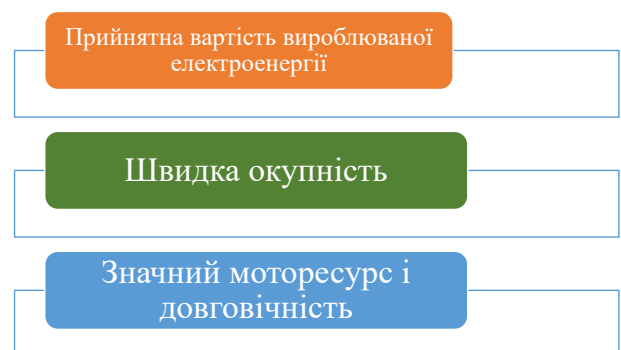 Прийнятна вартість вироблюваної
електроенергії
Швидка окупність
Значний моторесурс і
довговічність